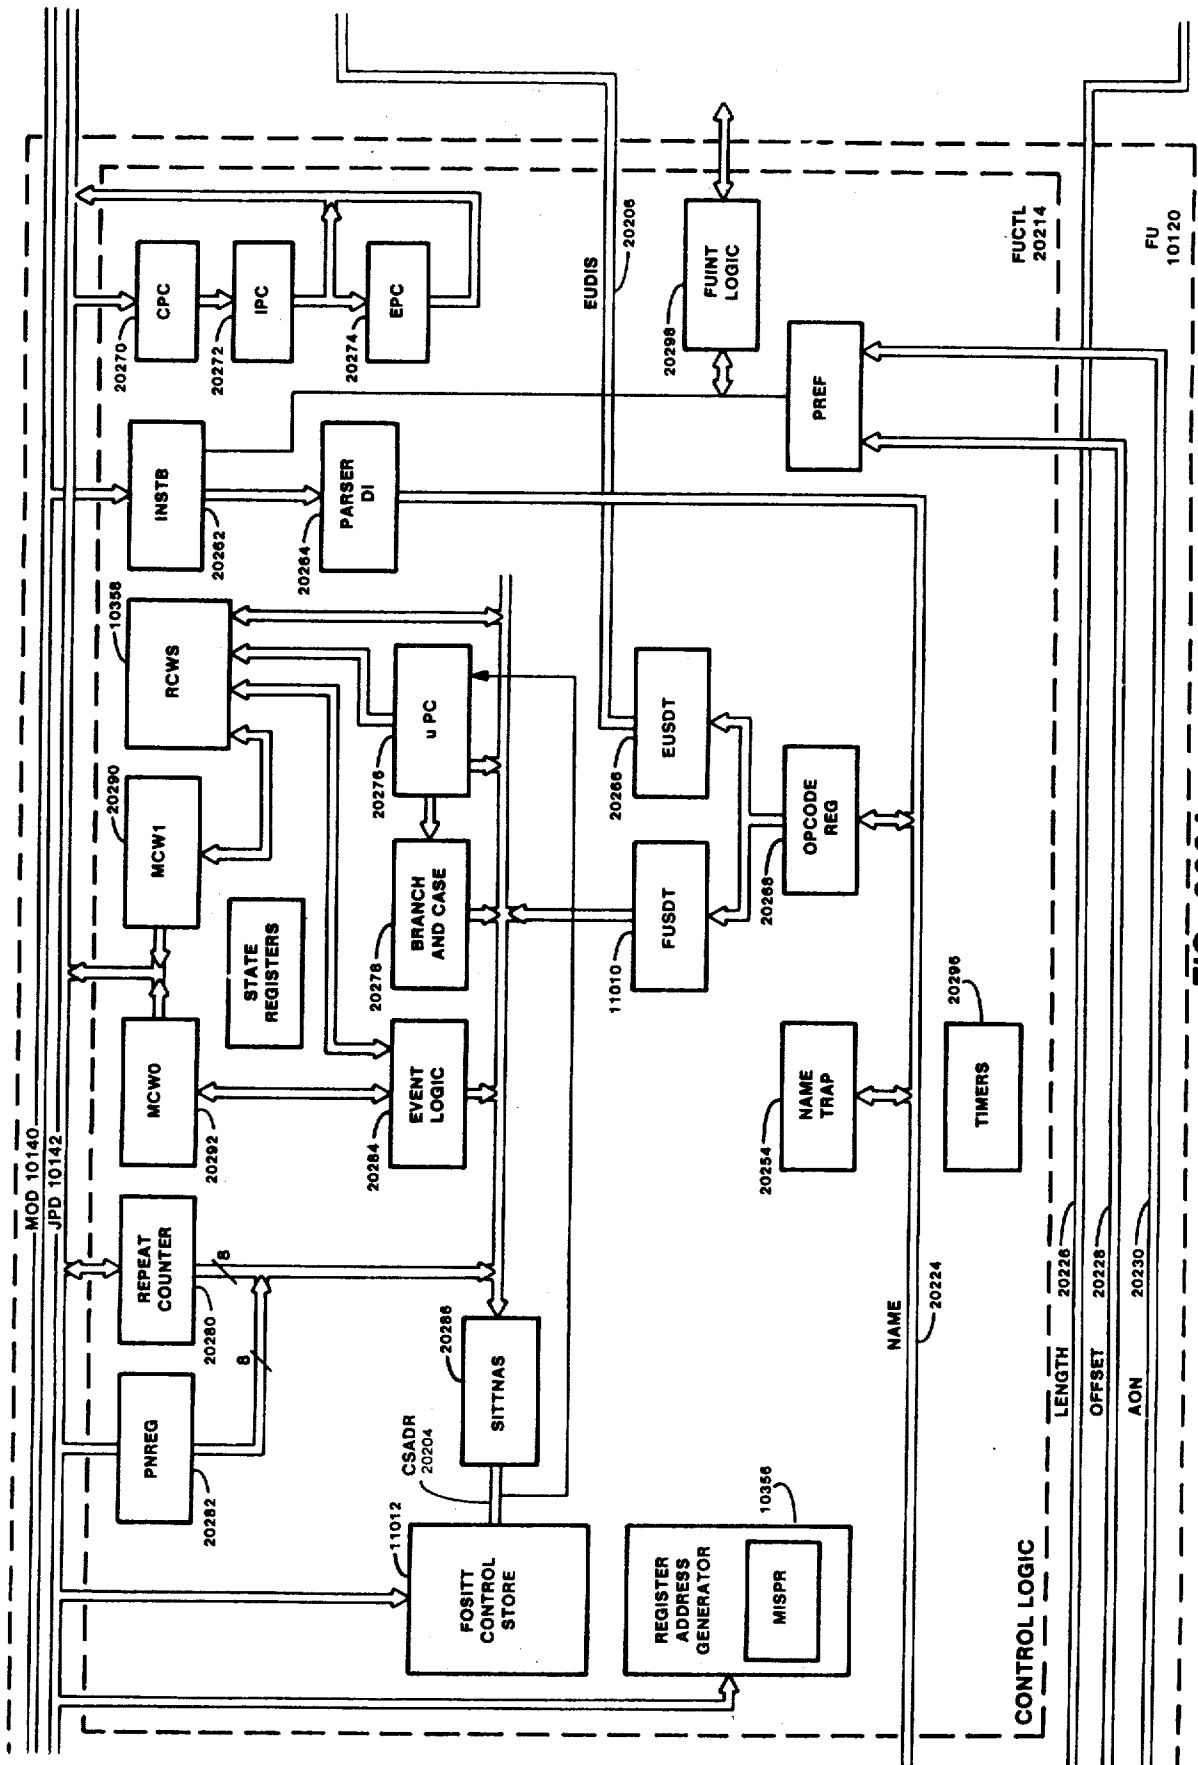 MOD 10140
JPD 10142
PNREG
20282
REPEAT
COUNTER
20280
8
8
MCW0
20292
MCW1
20290
RCWS
10358
INSTB
20262
CPC
20270
STATE
REGISTERS
IPC
20272
PARSER
DI
20264
EPC
20274
FOSITT
CONTROL
STORE
11012
CSADR
20204
SITTNAS
20286
EVENT
LOGIC
20284
BRANCH
AND CASE
20278
u PC
20276
EUDIS
20206
REGISTER
ADDRESS
GENERATOR
10356
MISPR
FUSDT
11010
EUSDT
20266
FUINT
LOGIC
20298
NAME
TRAP
20254
OPCODE
REG
20268
PREF
NAME
20224
TIMERS
20296
CONTROL LOGIC
FUCTL
20214
LENGTH
20226
OFFSET
20228
AON
20230
FU
10120